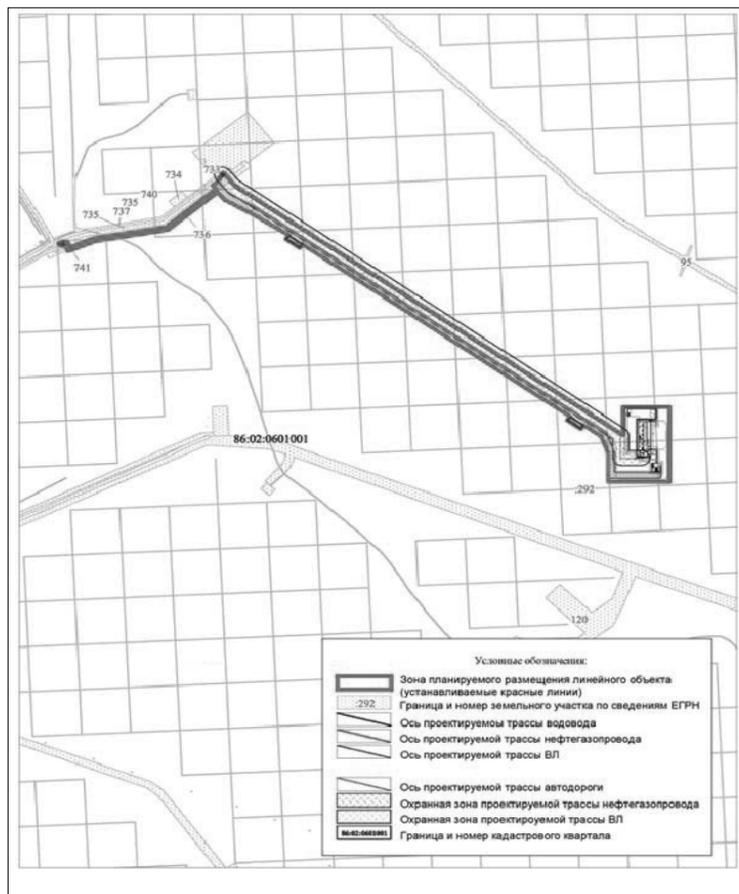 734
740
735
735
737
736
741
95
86:02:0601001
:292
120
Условные обозначения:
Зона планируемого размещения линейного объекта
(устанавливаемые красные линии)
:292
Граница и номер земельного участка по сведениям ЕГРН
Ось проектируемоы трассы водовода
Ось проектируемой трассы нефтегазопровода
Ось проектируемой трассы ВЛ
Ось проектируемой трассы автодороги
Охранная зона проектируемой трассы нефтегазопровода
Охранная зона проектироуемой трассы ВЛ
86:02:0601001
Граница и номер кадастрового квартала